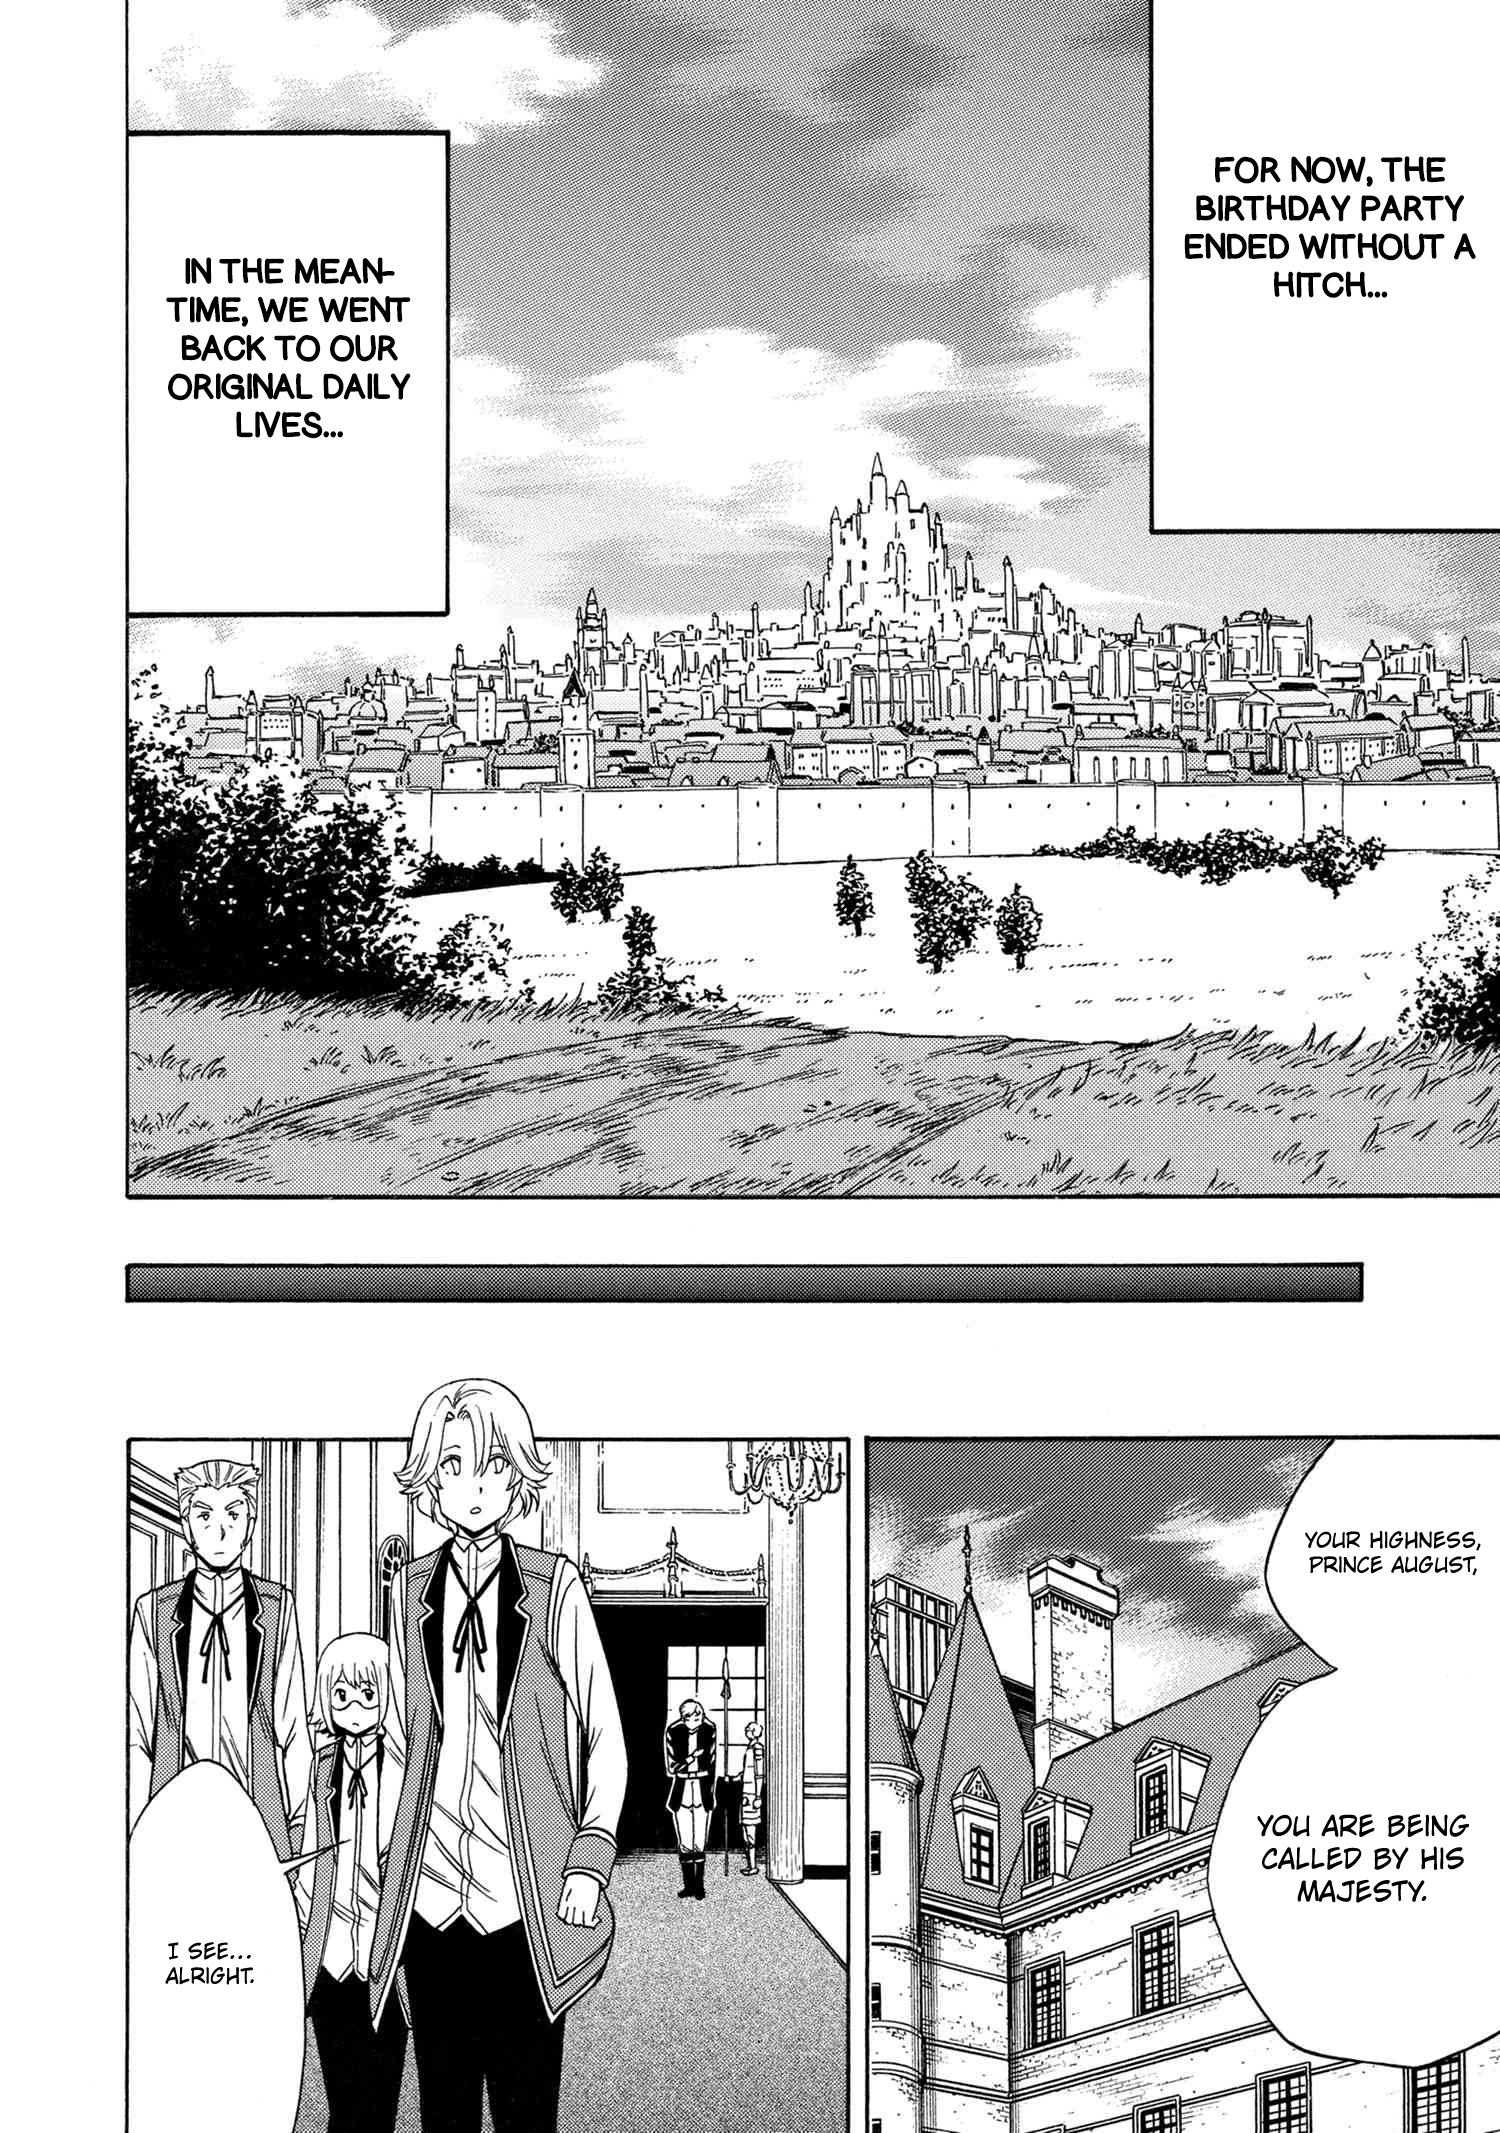 FOR NOW, THE
BIRTHDAY PARTY
ENDED WITHOUT A
HITCH...
IN THE MEAN-
TIME, WE WENT
BACK TO OUR
ORIGINAL DAILY
LIVES...
YOUR HIGHNESS,
PRINCE AUGUST,
YOU ARE BEING
CALLED BY HIS
MAJESTY.
I SEE...
ALRIGHT.